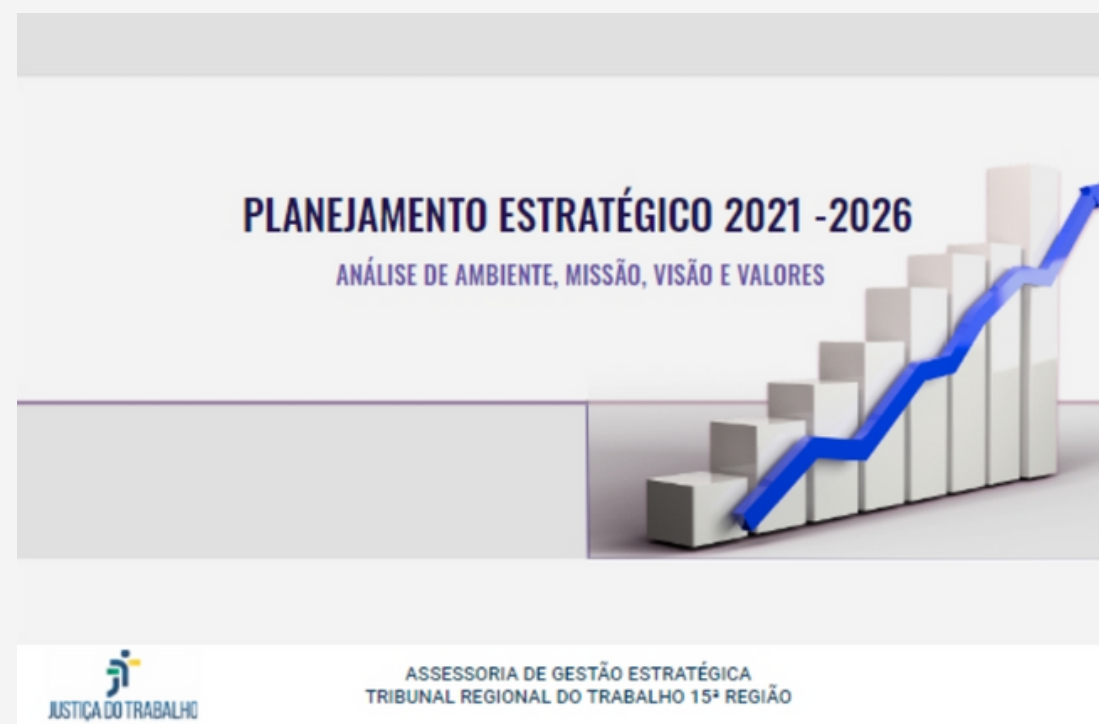 PLANEJAMENTO ESTRATÉGICO 2021 -2026
ANÁLISE DE AMBIENTE, MISSÃO, VISÃO E VALORES
JUSTIÇA DO TRABALHO
ASSESSORIA DE GESTÃO ESTRATÉGICA
TRIBUNAL REGIONAL DO TRABALHO 15ª REGIÃO